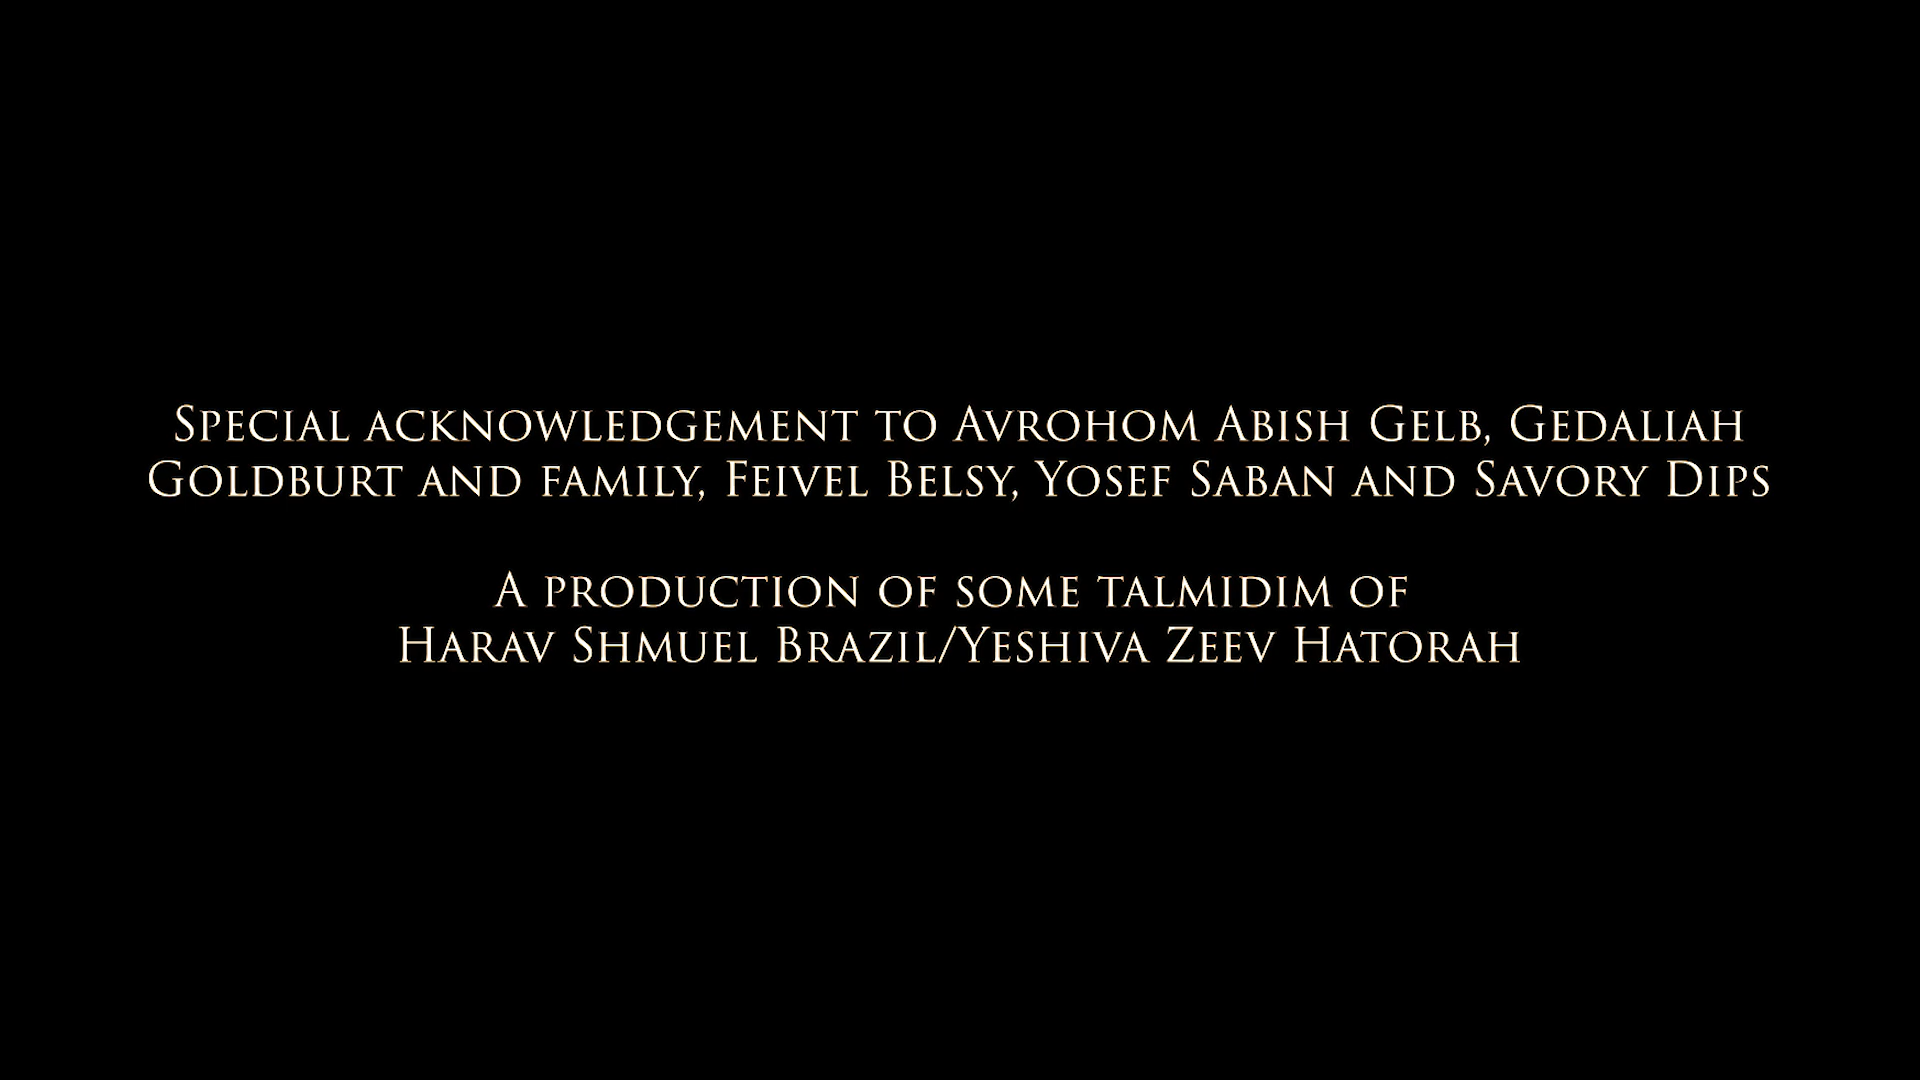 Special acknowledgement to Avrohom Abish Gelb, Gedaliah
Goldburt and family, Feivel Belsy, Yosef Saban and Savory Dips
A production of some talmidim of
Harav Shmuel Brazil/Yeshiva Zeev Hatorah